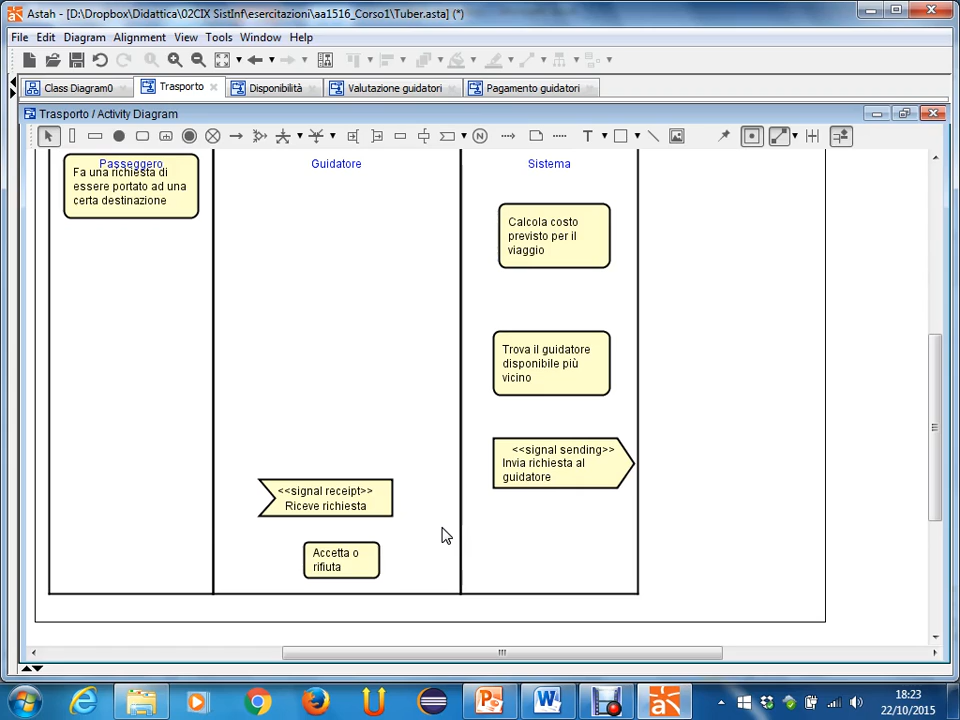 Astah - [D:\Dropbox\Didattica\02CIX SistInf\esercitazioni\aa1516_Corso1\Tuber.asta] (*)
File Edit Diagram Alignment View Tools Window Help
Class Diagram0 Trasporto Disponibilità Valutazione guidatori Pagamento guidatori
Trasporto / Activity Diagram
N T
Passeggero Guidatore Sistema
Fa una richiesta di
essere portato ad una
certa destinazione
Calcola costo
previsto per il
viaggio
Trova il guidatore
disponibile più
vicino
<<signal sending>>
Invia richiesta al
guidatore
<<signal receipt>>
Riceve richiesta
Accetta o
rifiuta
18:23
22/10/2015